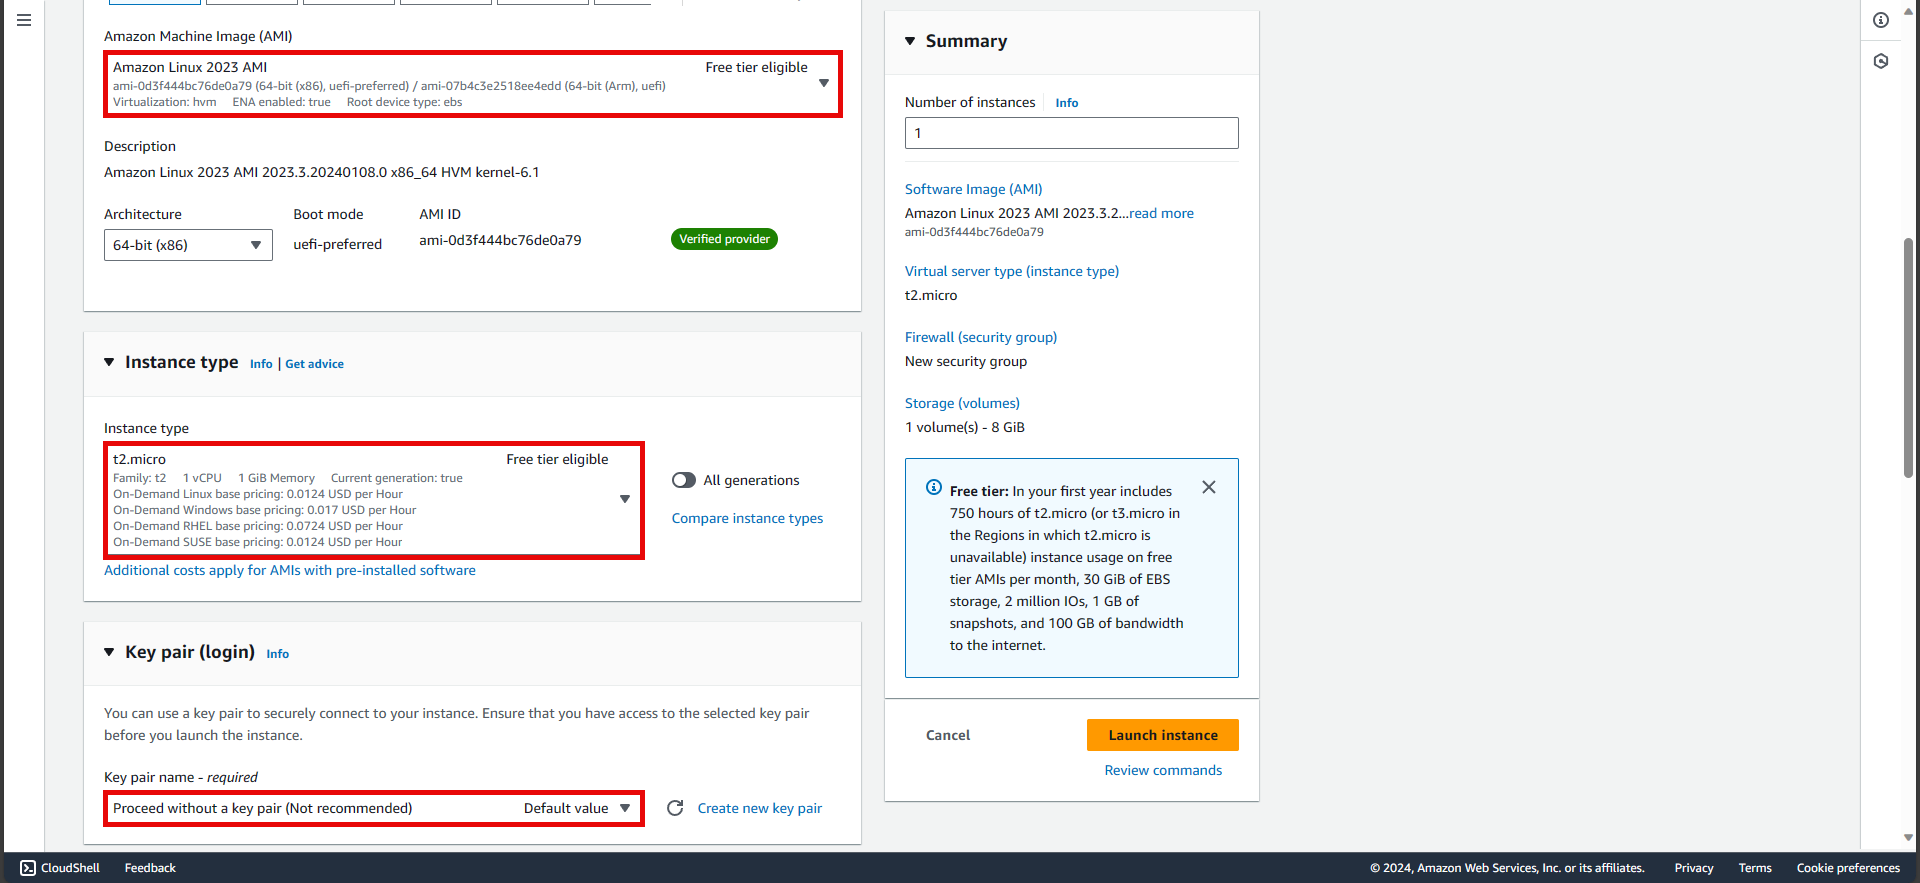 Amazon Machine Image (AMI)
Amazon Linux 2023 AMI Free tier eligible
ami-0d3f444bc76de0a79 (64-bit (x86), uefi-preferred) / ami-07b4c3e2518ee4edd (64-bit (Arm), uefi)
Virtualization: hvm ENA enabled: true Root device type: ebs
Description
Amazon Linux 2023 AMI 2023.3.20240108.0 x86_64 HVM kernel-6.1
Architecture Boot mode AMI ID
64-bit (x86) uefi-preferred ami-0d3f444bc76de0a79 Verified provider
Instance type Info | Get advice
Instance type
t2.micro Free tier eligible
Family: t2 1 vCPU 1 GiB Memory Current generation: true
On-Demand Linux base pricing: 0.0124 USD per Hour
On-Demand Windows base pricing: 0.017 USD per Hour
On-Demand RHEL base pricing: 0.0724 USD per Hour
On-Demand SUSE base pricing: 0.0124 USD per Hour
All generations
Compare instance types
Additional costs apply for AMIs with pre-installed software
Key pair (login) Info
You can use a key pair to securely connect to your instance. Ensure that you have access to the selected key pair
before you launch the instance.
Key pair name - required
Proceed without a key pair (Not recommended) Default value
Create new key pair
Summary
Number of instances Info
1
Software Image (AMI)
Amazon Linux 2023 AMI 2023.3.2...read more
ami-0d3f444bc76de0a79
Virtual server type (instance type)
t2.micro
Firewall (security group)
New security group
Storage (volumes)
1 volume(s) - 8 GiB
Free tier: In your first year includes
750 hours of t2.micro (or t3.micro in
the Regions in which t2.micro is
unavailable) instance usage on free
tier AMIs per month, 30 GiB of EBS
storage, 2 million IOs, 1 GB of
snapshots, and 100 GB of bandwidth
to the internet.
Cancel Launch instance
Review commands
CloudShell Feedback © 2024, Amazon Web Services, Inc. or its affiliates. Privacy Terms Cookie preferences